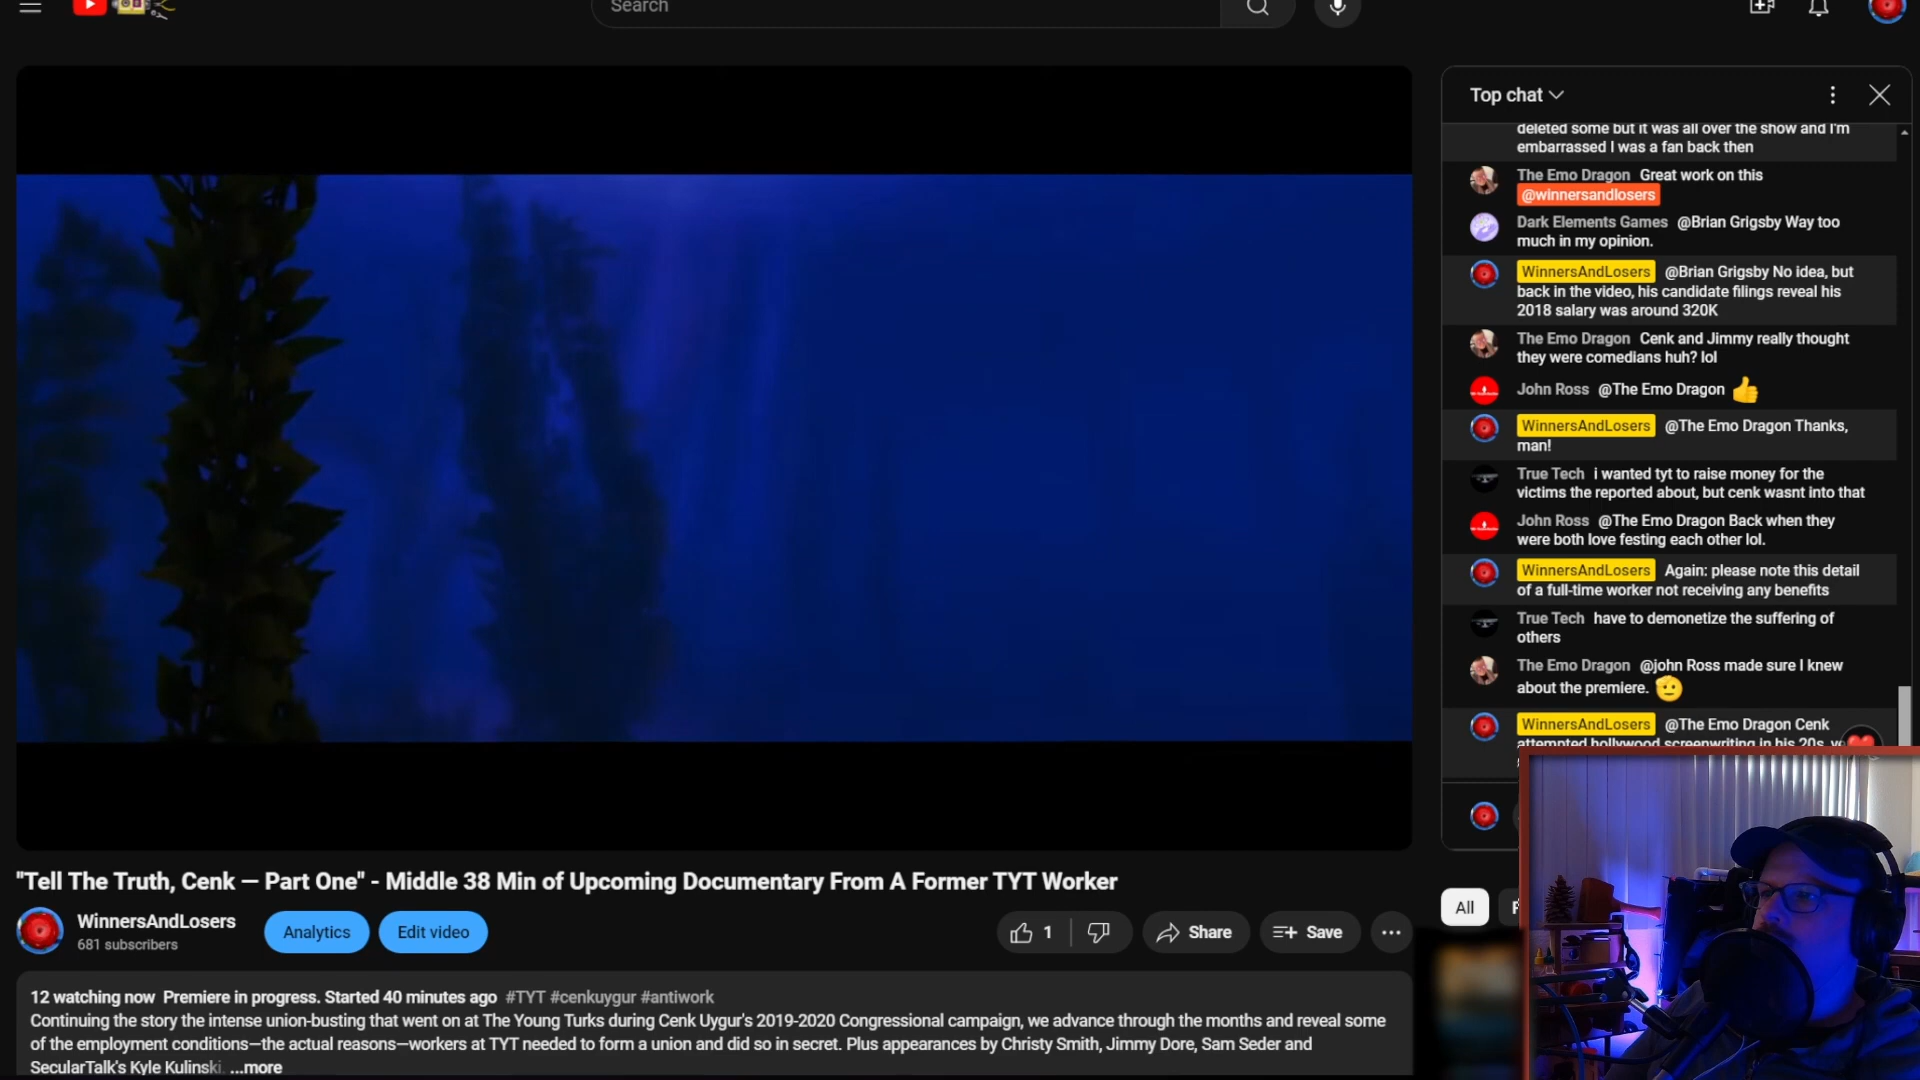 Search
Top chat
deleted some but it was all over the show and I'm
embarrassed I was a fan back then
The Emo Dragon Great work on this
@winnersandlosers
Dark Elements Games @Brian Grigsby Way too
much in my opinion.
WinnersAndLosers @Brian Grigsby No idea, but
back in the video, his candidate filings reveal his
2018 salary was around 320K
The Emo Dragon Cenk and Jimmy really thought
they were comedians huh? lol
John Ross @The Emo Dragon 👍
WinnersAndLosers @The Emo Dragon Thanks,
man!
True Tech i wanted tyt to raise money for the
victims the reported about, but cenk wasnt into that
John Ross @The Emo Dragon Back when they
were both love festing each other lol.
WinnersAndLosers Again: please note this detail
of a full-time worker not receiving any benefits
True Tech have to demonetize the suffering of
others
The Emo Dragon @john Ross made sure I knew
about the premiere. 🫡
WinnersAndLosers @The Emo Dragon Cenk
attempted hollywood screenwriting in his 20s,
"Tell The Truth, Cenk — Part One" - Middle 38 Min of Upcoming Documentary From A Former TYT Worker
WinnersAndLosers
681 subscribers
Analytics
Edit video
1
Share
Save
All
12 watching now Premiere in progress. Started 40 minutes ago #TYT #cenkuygur #antiwork
Continuing the story the intense union-busting that went on at The Young Turks during Cenk Uygur's 2019-2020 Congressional campaign, we advance through the months and reveal some
of the employment conditions—the actual reasons—workers at TYT needed to form a union and did so in secret. Plus appearances by Christy Smith, Jimmy Dore, Sam Seder and
SecularTalk's Kyle Kulinski. ...more